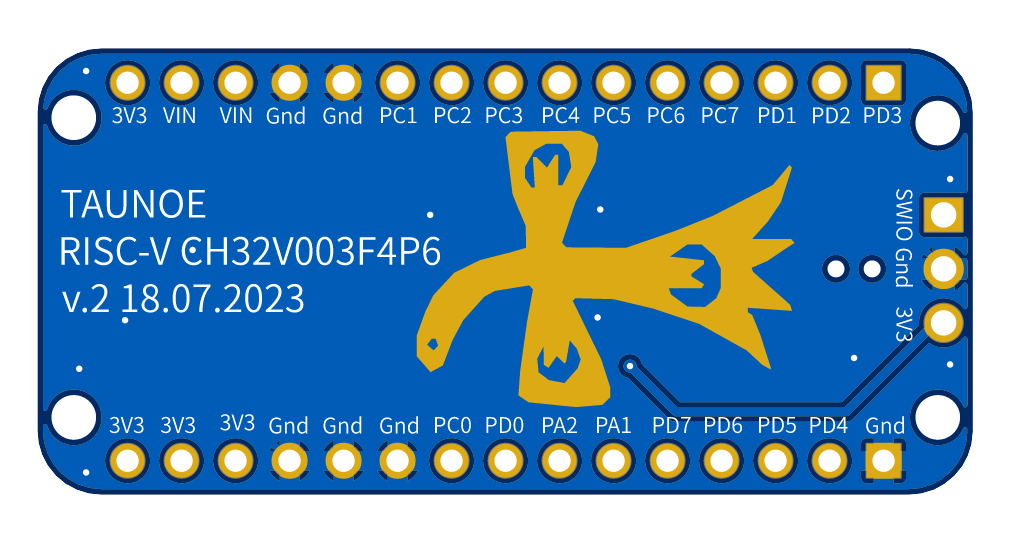 3V3 VIN VIN Gnd Gnd PC1 PC2 PC3 PC4 PC5 PC6 PC7 PD1 PD2 PD3
TAUNOE
RISC-V CH32V003F4P6
v.2 18.07.2023
SWIO Gnd 3V3
3V3 3V3 3V3 Gnd Gnd Gnd PC0 PD0 PA2 PA1 PD7 PD6 PD5 PD4 Gnd